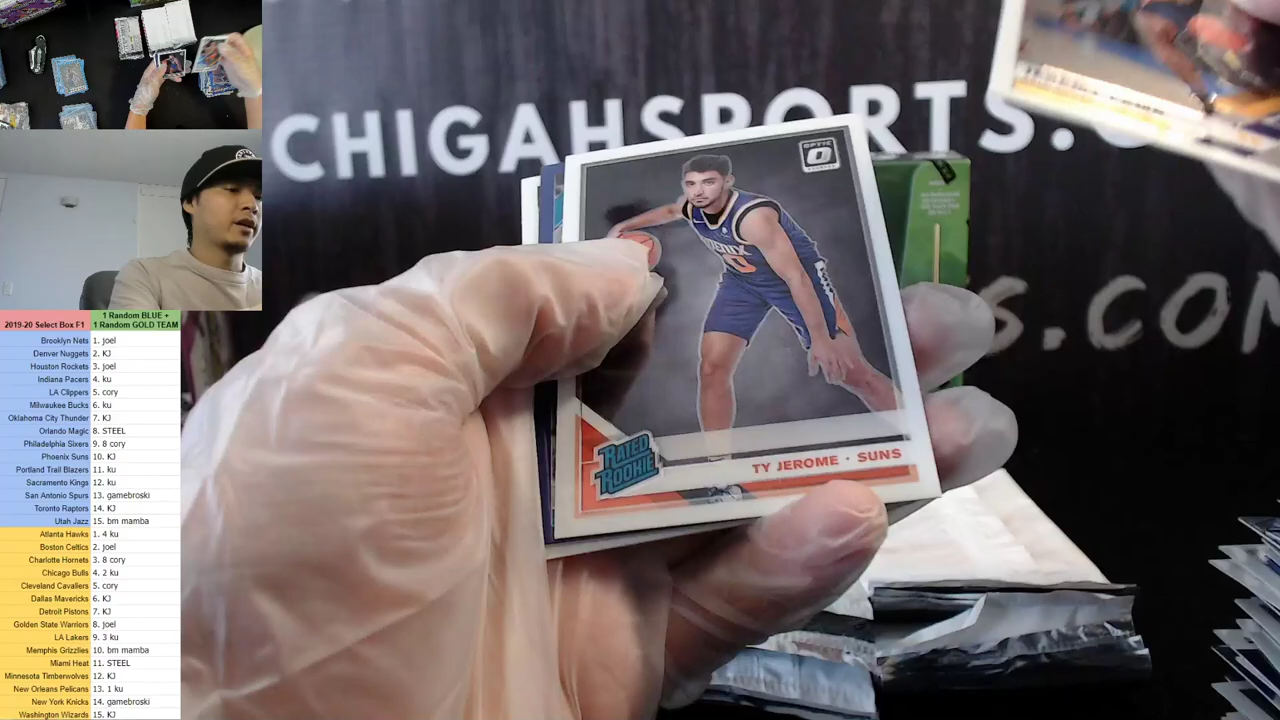 CHIGAHSPORTS.
S.COM
OPTIC
PHOENIX
10
RATED
ROOKIE
TY JEROME · SUNS
2019-20 Select Box F1
1 Random BLUE +
1 Random GOLD TEAM
Brooklyn Nets 1. joel
Denver Nuggets 2. KJ
Houston Rockets 3. joel
Indiana Pacers 4. ku
LA Clippers 5. cory
Milwaukee Bucks 6. ku
Oklahoma City Thunder 7. KJ
Orlando Magic 8. STEEL
Philadelphia Sixers 9. 8 cory
Phoenix Suns 10. KJ
Portland Trail Blazers 11. ku
Sacramento Kings 12. ku
San Antonio Spurs 13. gamebroski
Toronto Raptors 14. KJ
Utah Jazz 15. bm mamba
Atlanta Hawks 1. 4 ku
Boston Celtics 2. joel
Charlotte Hornets 3. 8 cory
Chicago Bulls 4. 2 ku
Cleveland Cavaliers 5. cory
Dallas Mavericks 6. KJ
Detroit Pistons 7. KJ
Golden State Warriors 8. joel
LA Lakers 9. 3 ku
Memphis Grizzlies 10. bm mamba
Miami Heat 11. STEEL
Minnesota Timberwolves 12. KJ
New Orleans Pelicans 13. 1 ku
New York Knicks 14. gamebroski
Washington Wizards 15. KJ